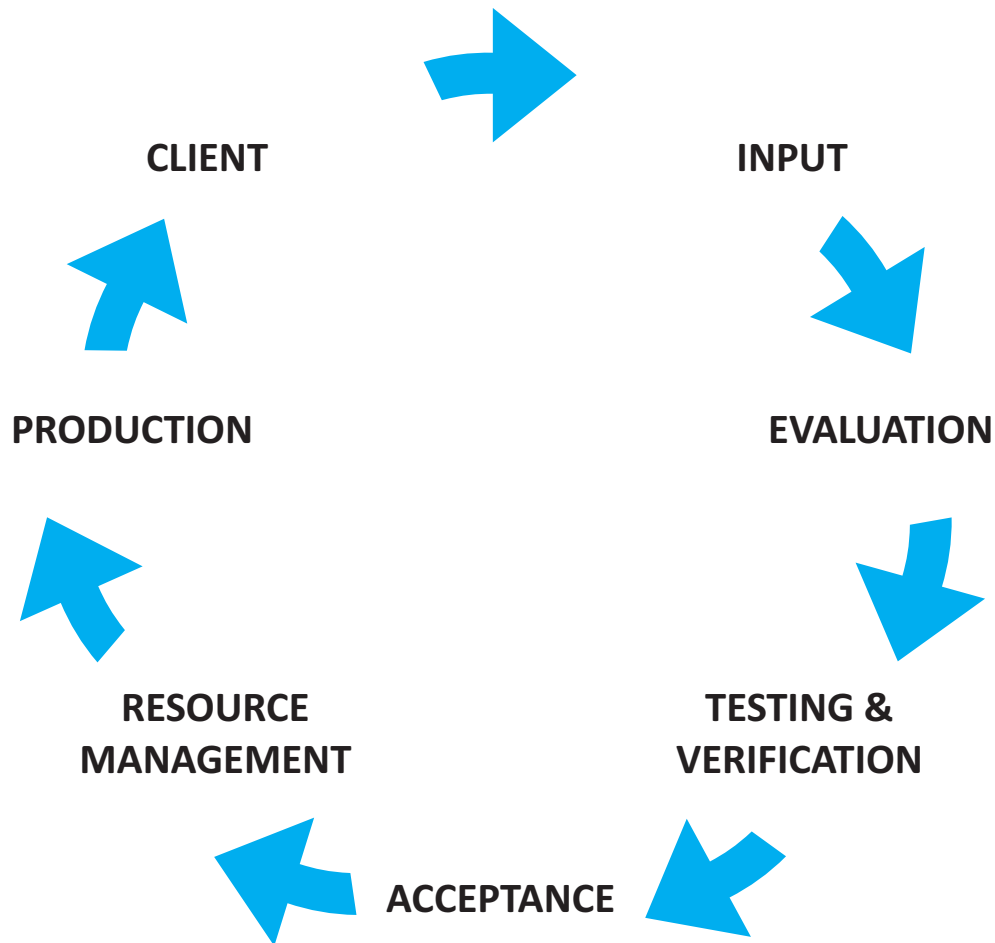 CLIENT
INPUT
PRODUCTION
EVALUATION
RESOURCE
MANAGEMENT
TESTING &
VERIFICATION
ACCEPTANCE